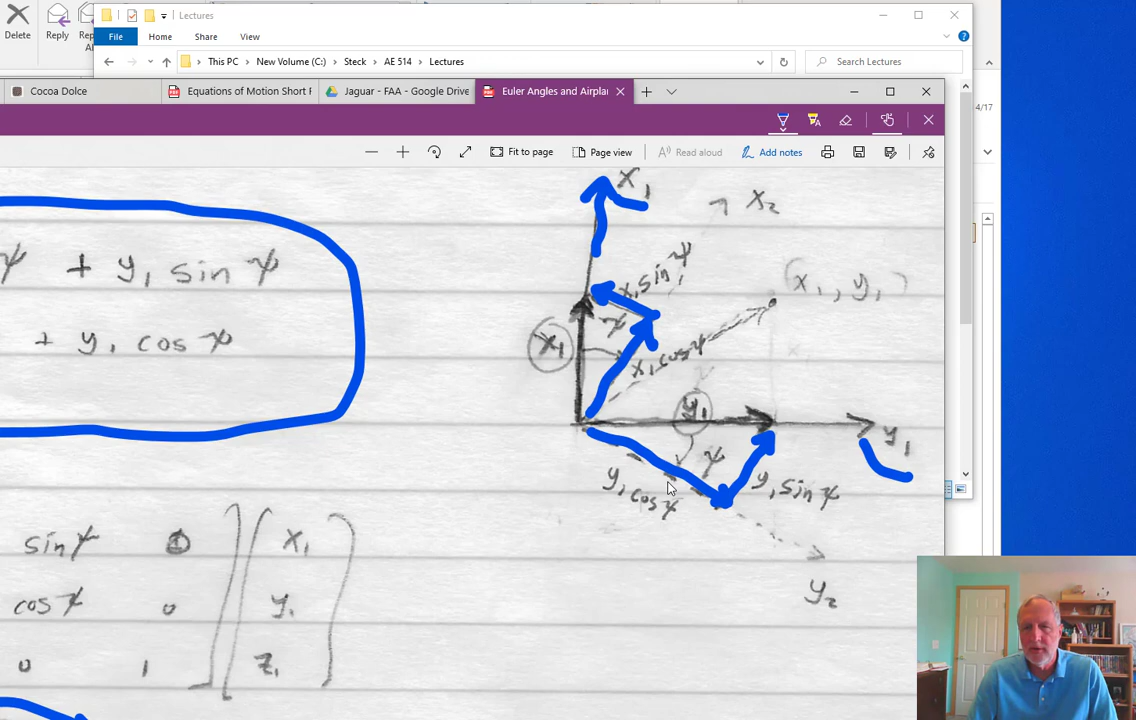 Lectures
Delete
Reply
File
Home
Share
View
This PC
New Volume (C:)
Steck
AE 514
Lectures
Search Lectures
Cocoa Dolce
Equations of Motion Short F
Jaguar - FAA - Google Drive
Euler Angles and Airplan
4/17
Fit to page
Page view
Read aloud
Add notes
x₁
x₂
ψ + y₁ sin ψ
x₁ sin ψ
(x₁, y₁)
+ y₁ cos ψ
x₁
ψ
x₁ cos ψ
y₁
y₁
ψ
y₁ cos ψ
y₁ sin ψ
sin ψ 0 x₁
y₂
cos ψ 0 y₁
0 1 z₁